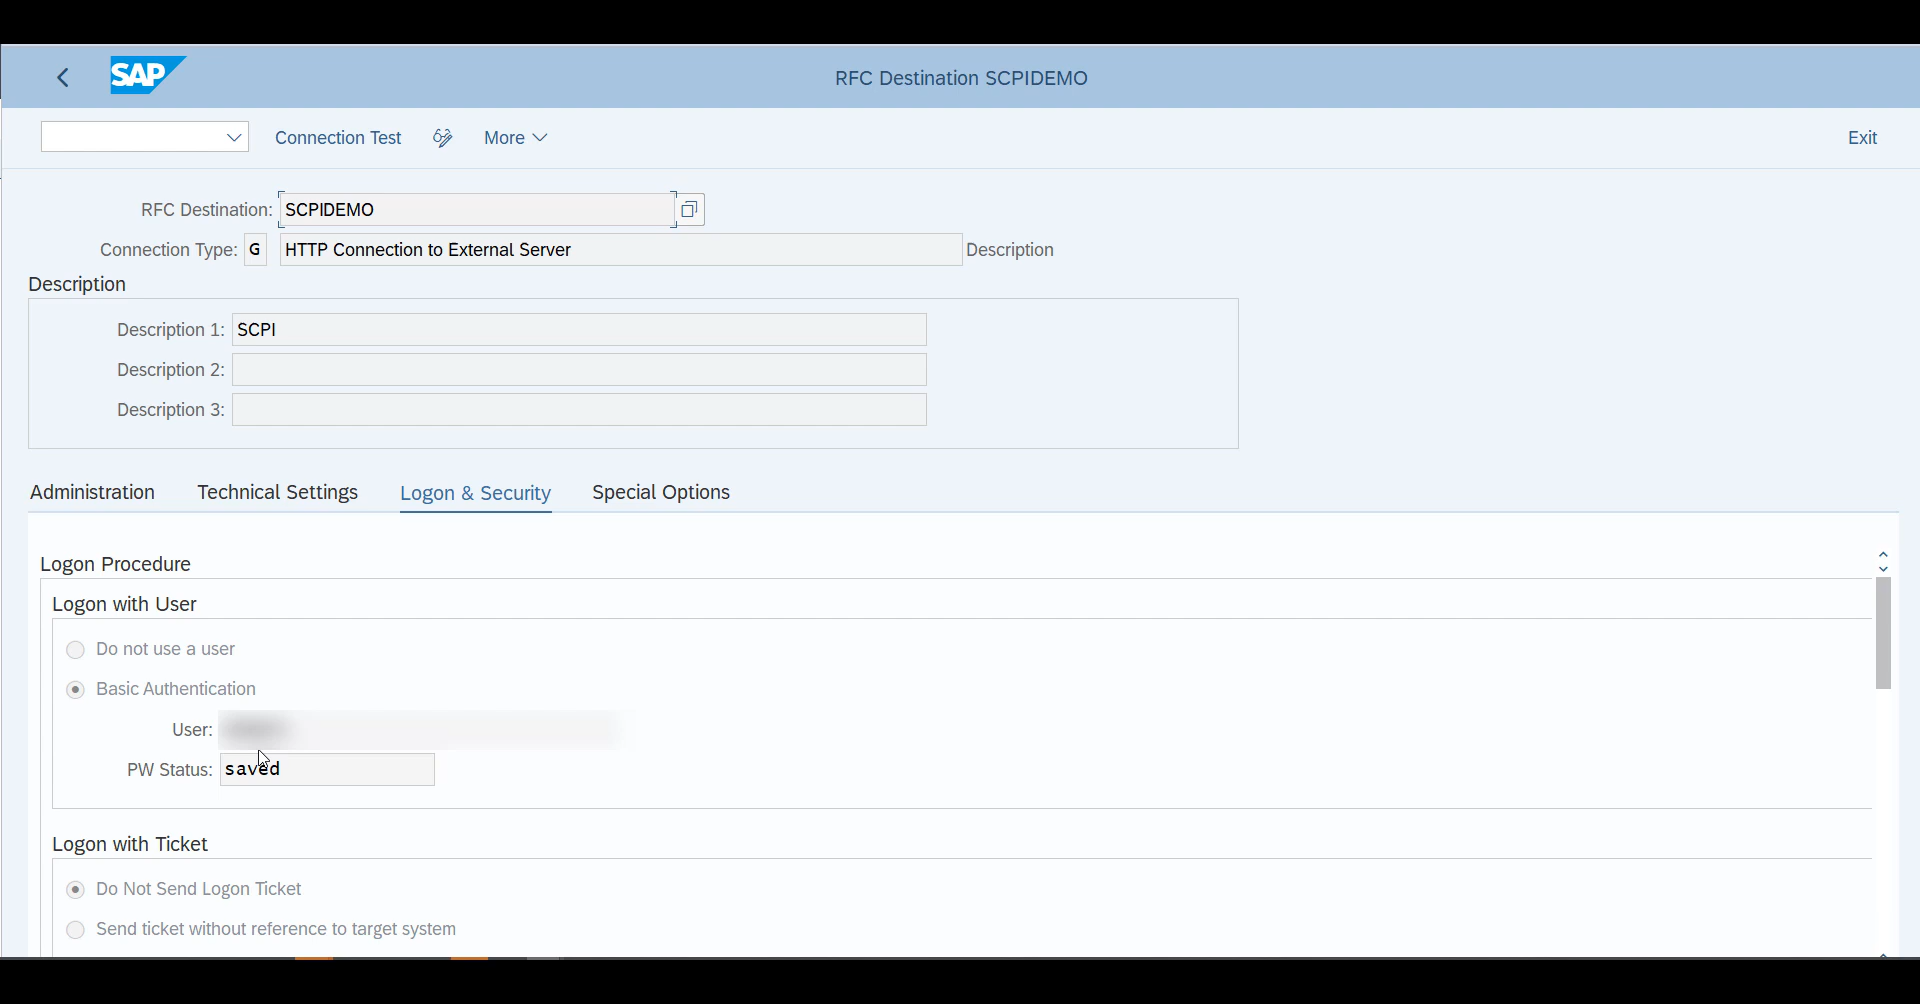 SAP
RFC Destination SCPIDEMO
Connection Test More Exit
RFC Destination: SCPIDEMO
Connection Type: G HTTP Connection to External Server Description
Description
Description 1: SCPI
Description 2:
Description 3:
Administration Technical Settings Logon & Security Special Options
Logon Procedure
Logon with User
Do not use a user
Basic Authentication
User:
PW Status: saved
Logon with Ticket
Do Not Send Logon Ticket
Send ticket without reference to target system